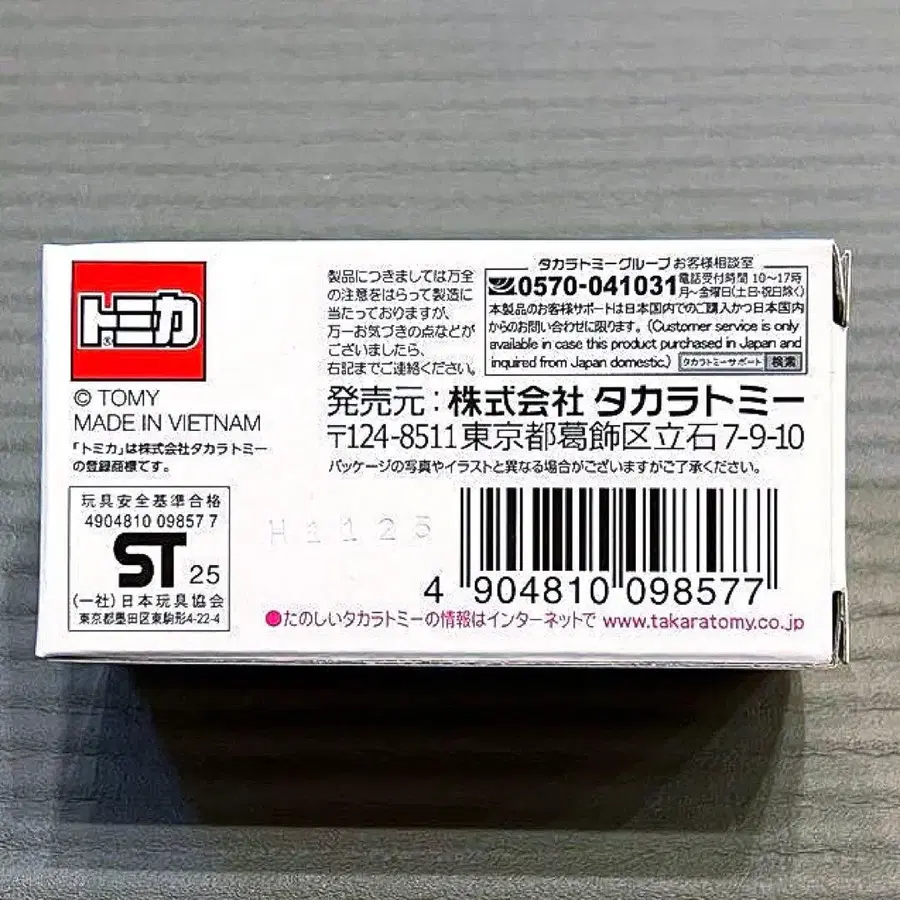 トミカ®
© TOMY
MADE IN VIETNAM
「トミカ」は株式会社タカラトミー
の登録商標です。
玩具安全基準合格
4904810 09857 7
ST 25
(一社)日本玩具協会
東京都墨田区東駒形4-22-4
製品につきましては万全
の注意をはらって製造に
当たっておりますが、
万一お気づきの点などが
ございましたら、
右記までご連絡ください。
タカラトミーグループお客様相談室
0570-041031
電話受付時間 10〜17時
月〜金曜日(土日・祝日除く)
本製品のお客様サポートは日本国内でのご購入かつ日本国内
からのお問い合わせに限ります。(Customer service is only
available in case this product purchased in Japan and
inquired from Japan domestic.) タカラトミーサポート 検索
発売元：株式会社 タカラトミー
〒124-8511東京都葛飾区立石7-9-10
パッケージの写真やイラストと異なる場合がございますがご了承ください。
H1125
4 904810 098577
●たのしいタカラトミーの情報はインターネットで www.takaratomy.co.jp